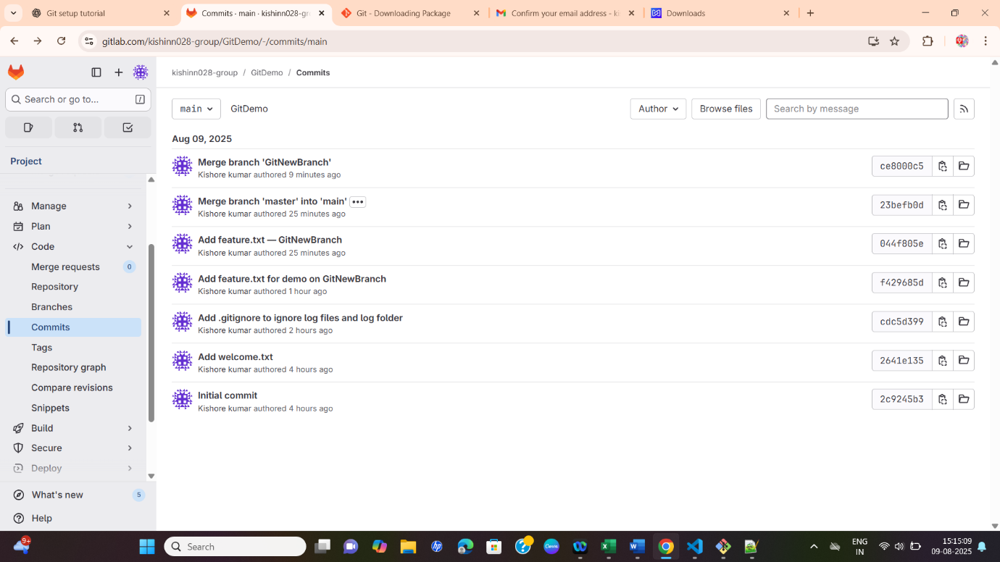 Git setup tutorial
Commits · main · kishinn028-gr
Git - Downloading Package
Confirm your email address - ki
Downloads
gitlab.com/kishinn028-group/GitDemo/-/commits/main
kishinn028-group / GitDemo / Commits
Search or go to... /
main GitDemo Author Browse files Search by message
Project
Manage
Plan
Code
Merge requests 0
Repository
Branches
Commits
Tags
Repository graph
Compare revisions
Snippets
Build
Secure
Deploy
What's new 5
Help
Aug 09, 2025
Merge branch 'GitNewBranch'
Kishore kumar authored 9 minutes ago
ce8000c5
Merge branch 'master' into 'main' •••
Kishore kumar authored 25 minutes ago
23befb0d
Add feature.txt — GitNewBranch
Kishore kumar authored 25 minutes ago
044f805e
Add feature.txt for demo on GitNewBranch
Kishore kumar authored 1 hour ago
f429685d
Add .gitignore to ignore log files and log folder
Kishore kumar authored 2 hours ago
cdc5d399
Add welcome.txt
Kishore kumar authored 4 hours ago
2641e135
Initial commit
Kishore kumar authored 4 hours ago
2c9245b3
9+
Search
hp
Canva
ENG
IN
15:15:09
09-08-2025